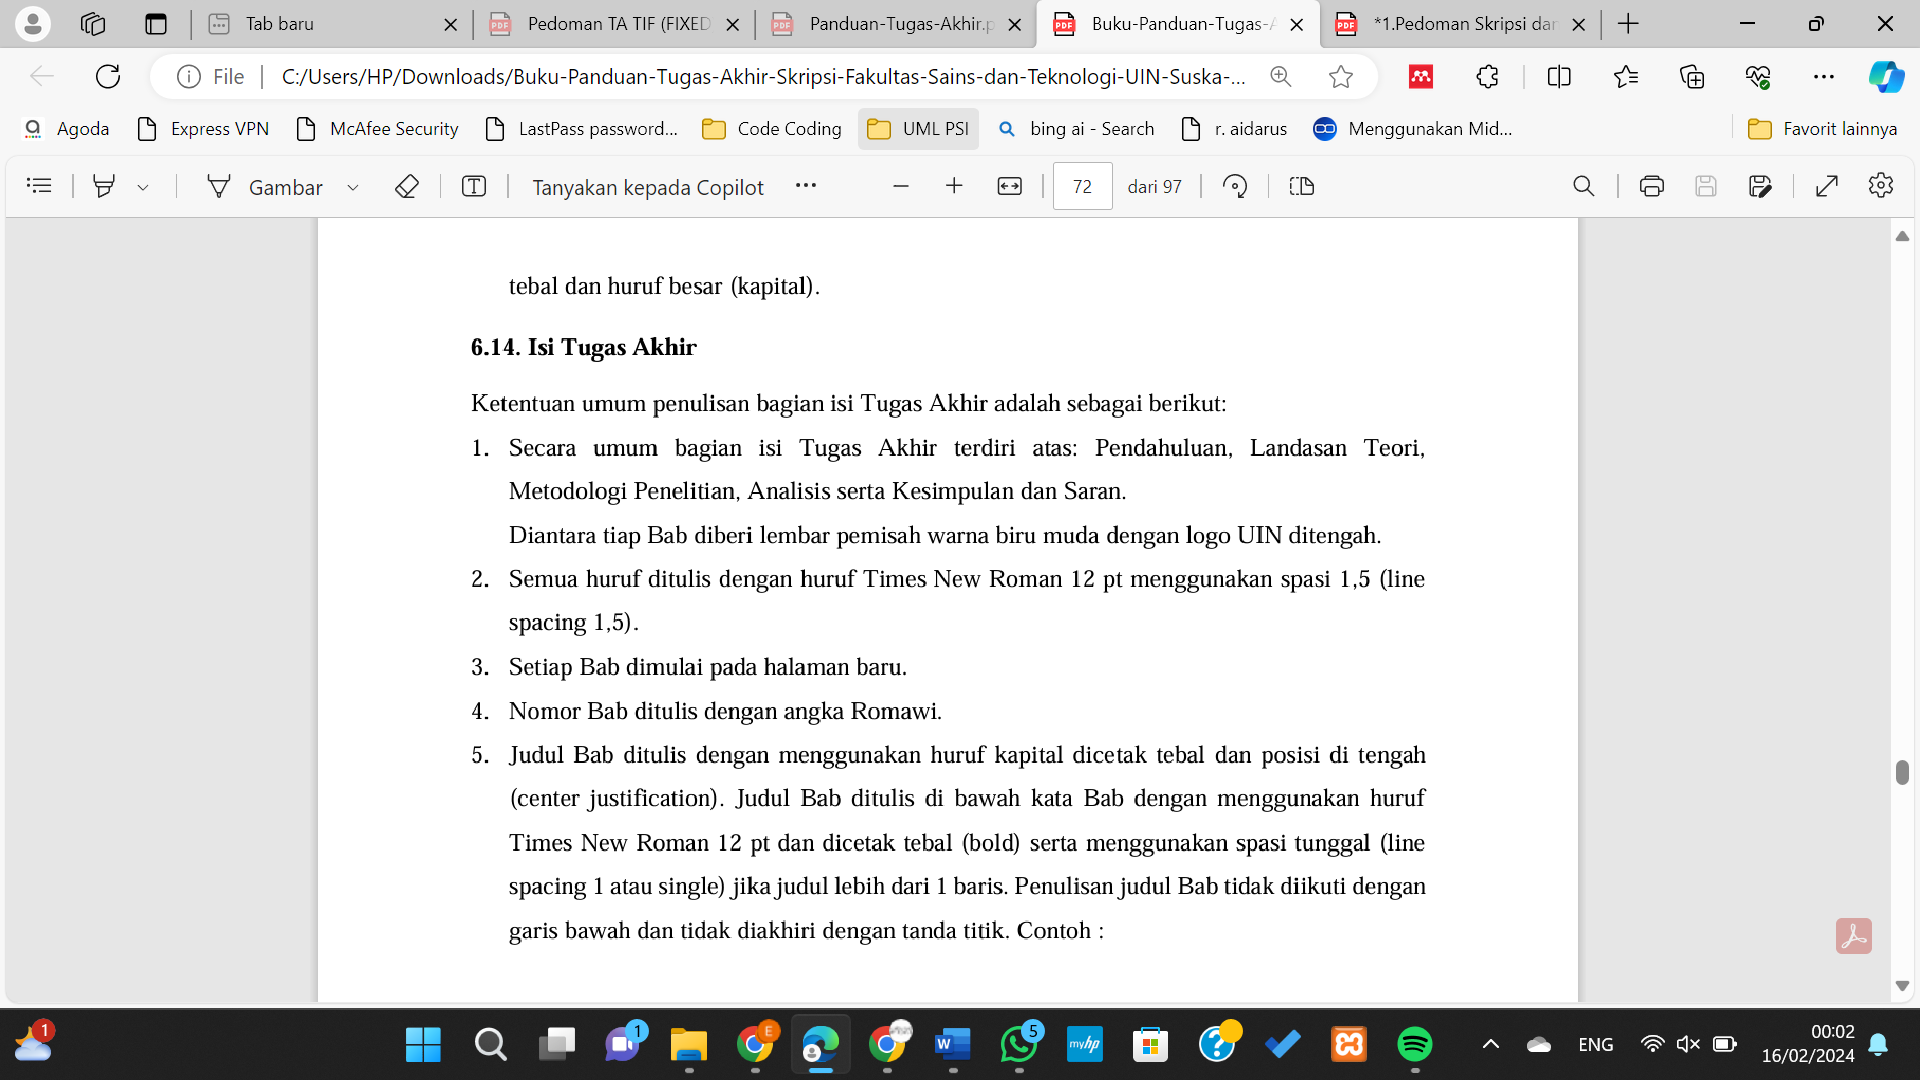 Tab baru
Pedoman TA TIF (FIXED
Panduan-Tugas-Akhir.p
Buku-Panduan-Tugas-A
*1.Pedoman Skripsi dan
File
C:/Users/HP/Downloads/Buku-Panduan-Tugas-Akhir-Skripsi-Fakultas-Sains-dan-Teknologi-UIN-Suska-...
Agoda
Express VPN
McAfee Security
LastPass password...
Code Coding
UML PSI
bing ai - Search
r. aidarus
Menggunakan Mid...
Favorit lainnya
Gambar
Tanyakan kepada Copilot
72
dari 97
tebal dan huruf besar (kapital).
6.14. Isi Tugas Akhir
Ketentuan umum penulisan bagian isi Tugas Akhir adalah sebagai berikut:
1. Secara umum bagian isi Tugas Akhir terdiri atas: Pendahuluan, Landasan Teori,
Metodologi Penelitian, Analisis serta Kesimpulan dan Saran.
Diantara tiap Bab diberi lembar pemisah warna biru muda dengan logo UIN ditengah.
2. Semua huruf ditulis dengan huruf Times New Roman 12 pt menggunakan spasi 1,5 (line
spacing 1,5).
3. Setiap Bab dimulai pada halaman baru.
4. Nomor Bab ditulis dengan angka Romawi.
5. Judul Bab ditulis dengan menggunakan huruf kapital dicetak tebal dan posisi di tengah
(center justification). Judul Bab ditulis di bawah kata Bab dengan menggunakan huruf
Times New Roman 12 pt dan dicetak tebal (bold) serta menggunakan spasi tunggal (line
spacing 1 atau single) jika judul lebih dari 1 baris. Penulisan judul Bab tidak diikuti dengan
garis bawah dan tidak diakhiri dengan tanda titik. Contoh :
1
1
E
W
5
myhp
ENG
00:02
16/02/2024